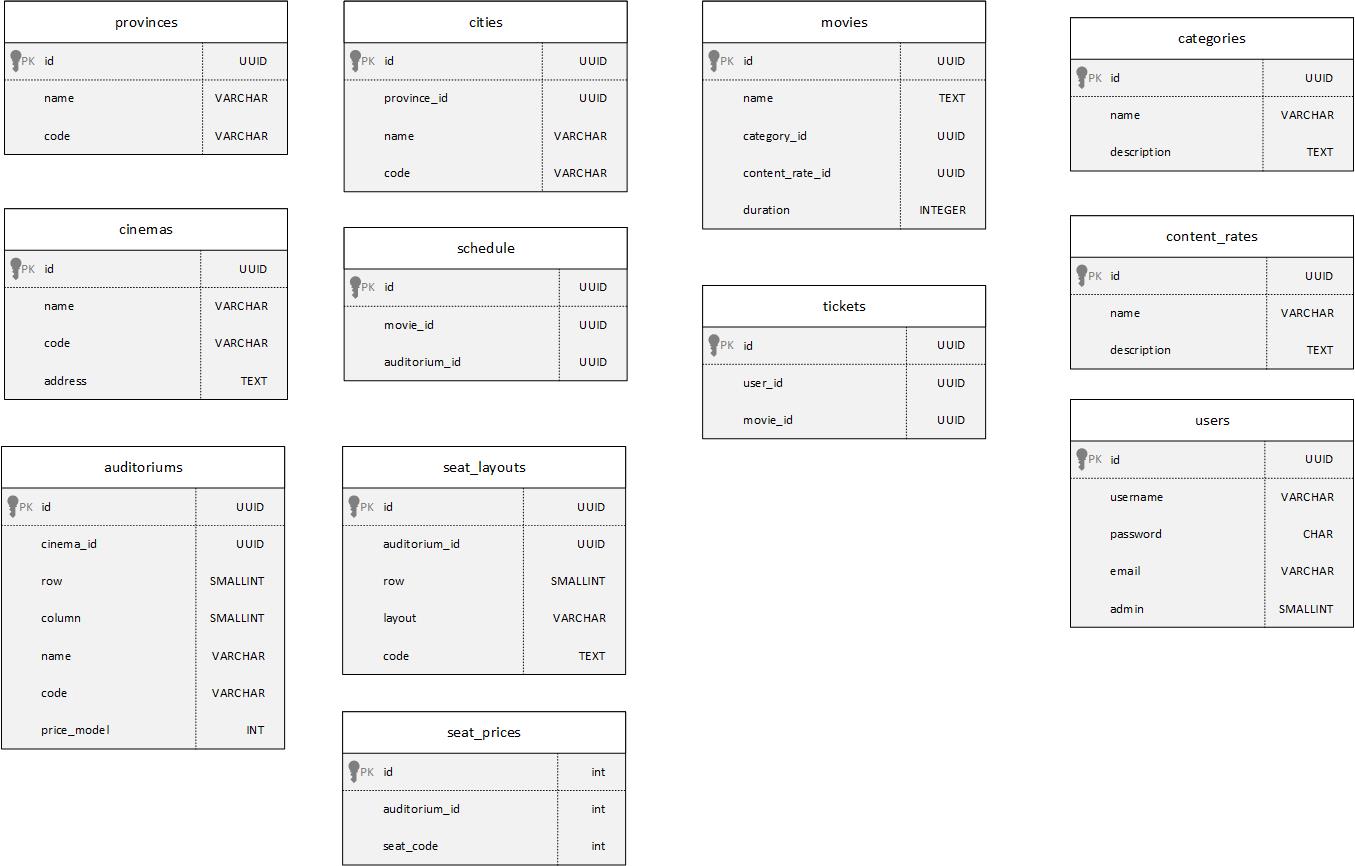 provinces
PK id UUID
name VARCHAR
code VARCHAR
cities
PK id UUID
province_id UUID
name VARCHAR
code VARCHAR
movies
PK id UUID
name TEXT
category_id UUID
content_rate_id UUID
duration INTEGER
categories
PK id UUID
name VARCHAR
description TEXT
cinemas
PK id UUID
name VARCHAR
code VARCHAR
address TEXT
schedule
PK id UUID
movie_id UUID
auditorium_id UUID
tickets
PK id UUID
user_id UUID
movie_id UUID
content_rates
PK id UUID
name VARCHAR
description TEXT
users
PK id UUID
username VARCHAR
password CHAR
email VARCHAR
admin SMALLINT
auditoriums
PK id UUID
cinema_id UUID
row SMALLINT
column SMALLINT
name VARCHAR
code VARCHAR
price_model INT
seat_layouts
PK id UUID
auditorium_id UUID
row SMALLINT
layout VARCHAR
code TEXT
seat_prices
PK id int
auditorium_id int
seat_code int